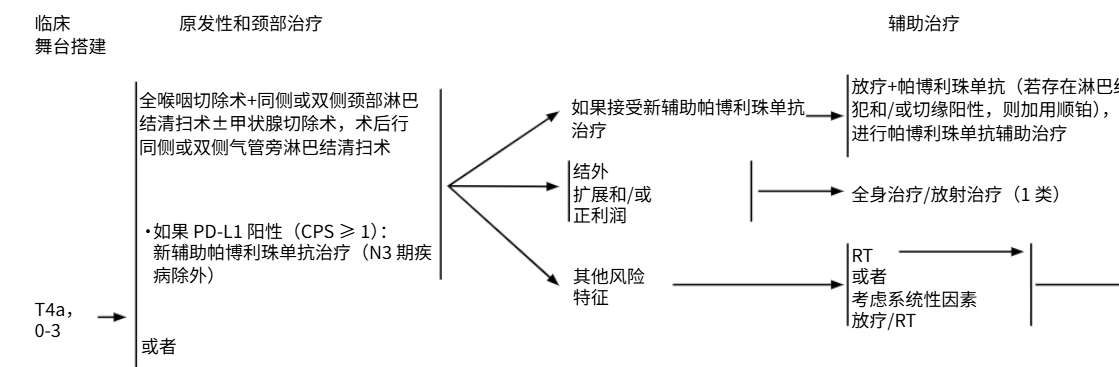 临床
舞台搭建
原发性和颈部治疗
辅助治疗
全喉咽切除术+同侧或双侧颈部淋巴
结清扫术±甲状腺切除术，术后行
同侧或双侧气管旁淋巴结清扫术
•如果 PD-L1 阳性（CPS ≥ 1）：
新辅助帕博利珠单抗治疗（N3 期疾
病除外）
T4a，
0-3
或者
如果接受新辅助帕博利珠单抗
治疗
结外
扩展和/或
正利润
其他风险
特征
放疗+帕博利珠单抗（若存在淋巴
犯和/或切缘阳性，则加用顺铂），
进行帕博利珠单抗辅助治疗
全身治疗/放射治疗（1 类）
RT
或者
考虑系统性因素
放疗/RT